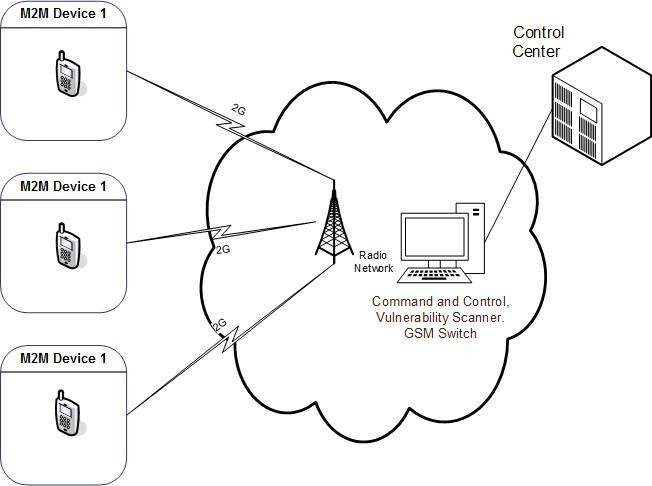 M2M Device 1
Control
Center
2G
M2M Device 1
2G
Radio
Network
Command and Control,
Vulnerability Scanner.
GSM Switch
2G
M2M Device 1